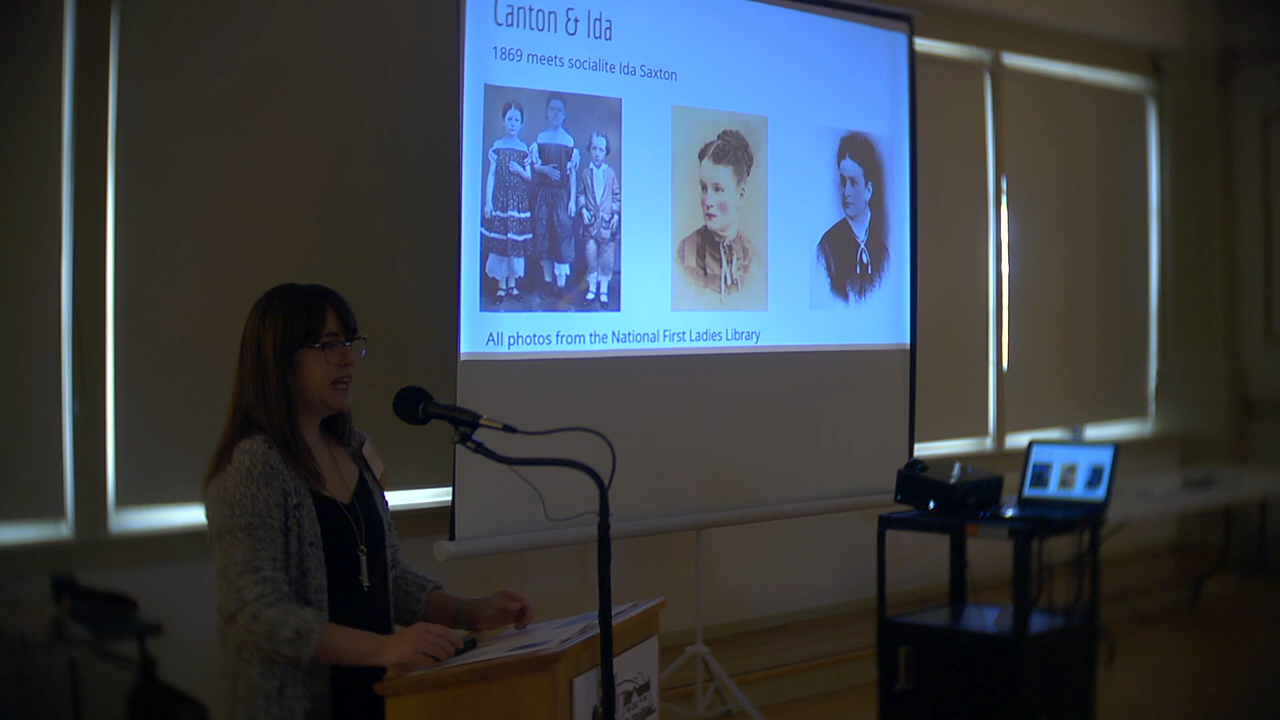 Canton & Ida
1869 meets socialite Ida Saxton
All photos from the National First Ladies Library